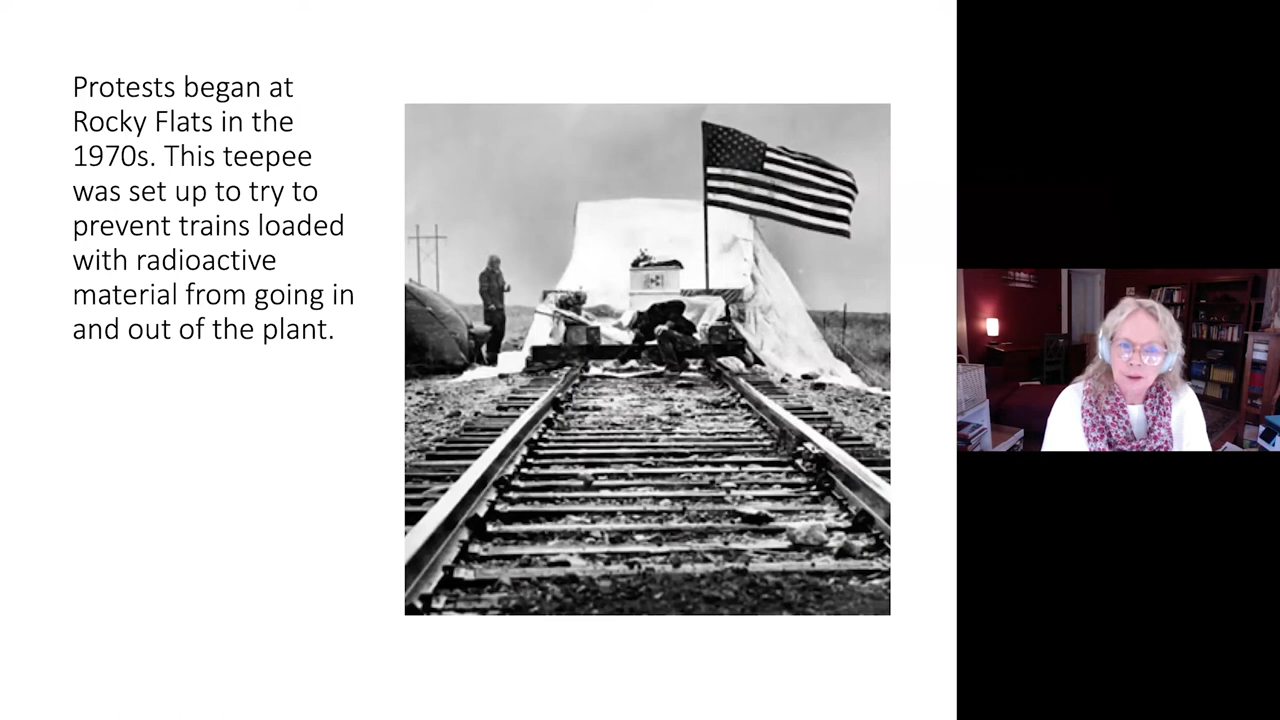 Protests began at
Rocky Flats in the
1970s. This teepee
was set up to try to
prevent trains loaded
with radioactive
material from going in
and out of the plant.